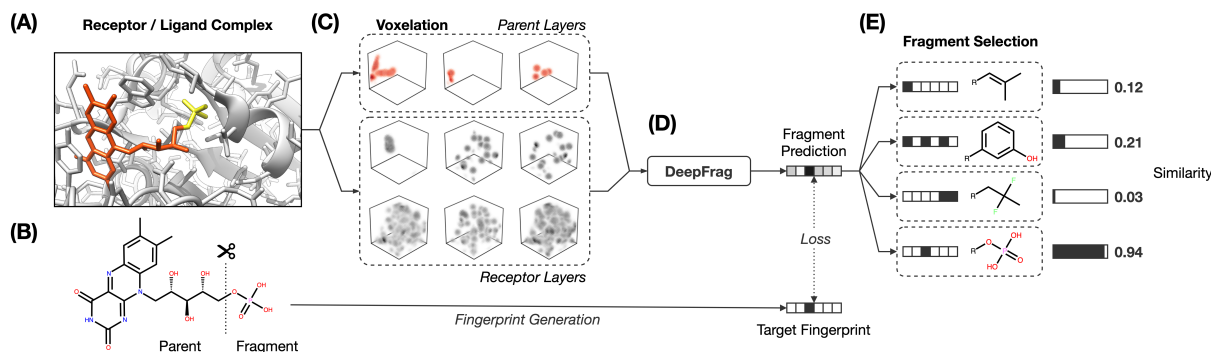 (A)
Receptor / Ligand Complex
(B)
N
N
N
N
HN
O
O
OH
OH
OH
O
P
O
OH
OH
Parent
Fragment
(C)
Voxelation
Parent Layers
Receptor Layers
Fingerprint Generation
(D)
DeepFrag
Fragment
Prediction
Loss
Target Fingerprint
(E)
Fragment Selection
R
0.12
R
OH
0.21
R
F
F
0.03
R
O
P
OH
O
HO
0.94
Similarity